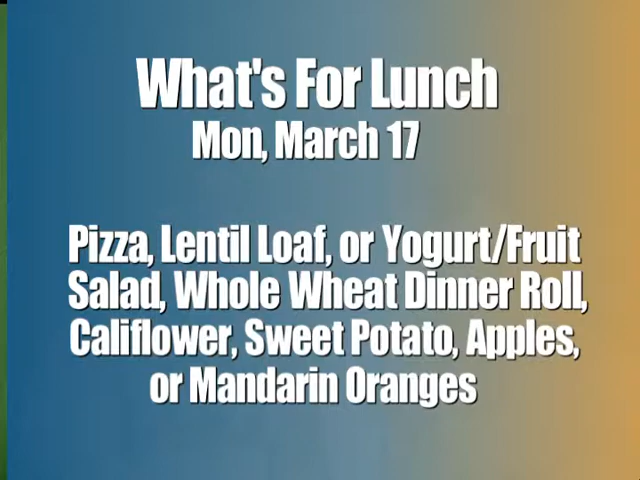 What's For Lunch
Mon, March 17
Pizza, Lentil Loaf, or Yogurt/Fruit
Salad, Whole Wheat Dinner Roll,
Califlower, Sweet Potato, Apples,
or Mandarin Oranges